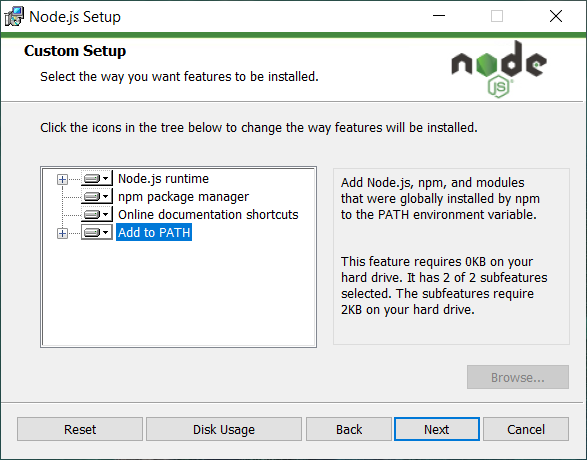 Node.js Setup
Custom Setup
Select the way you want features to be installed.
node
JS
Click the icons in the tree below to change the way features will be installed.
Node.js runtime
npm package manager
Online documentation shortcuts
Add to PATH
Add Node.js, npm, and modules
that were globally installed by npm
to the PATH environment variable.
This feature requires 0KB on your
hard drive. It has 2 of 2 subfeatures
selected. The subfeatures require
2KB on your hard drive.
Browse...
Reset
Disk Usage
Back
Next
Cancel